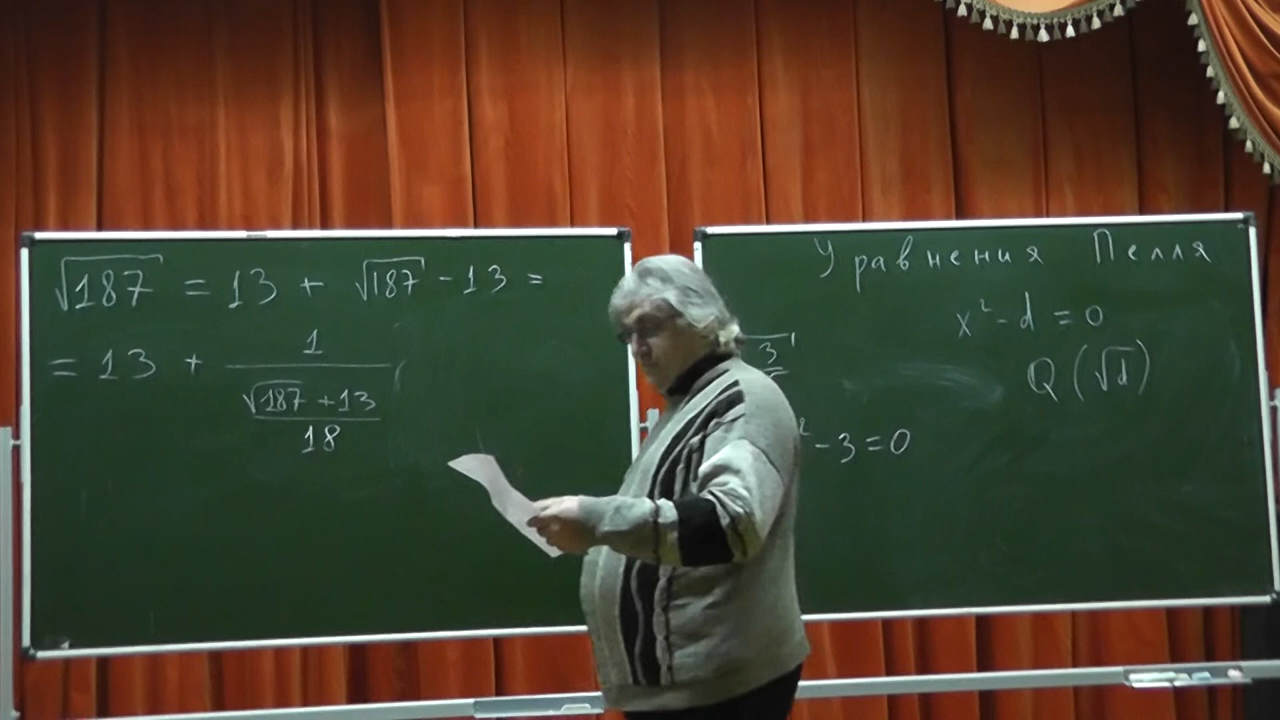 √187 = 13 + √187 - 13 =
= 13 + 1/((√187 + 13)/18)
Уравнения Пелля
x² - d = 0
Q (√d)
3
² - 3 = 0